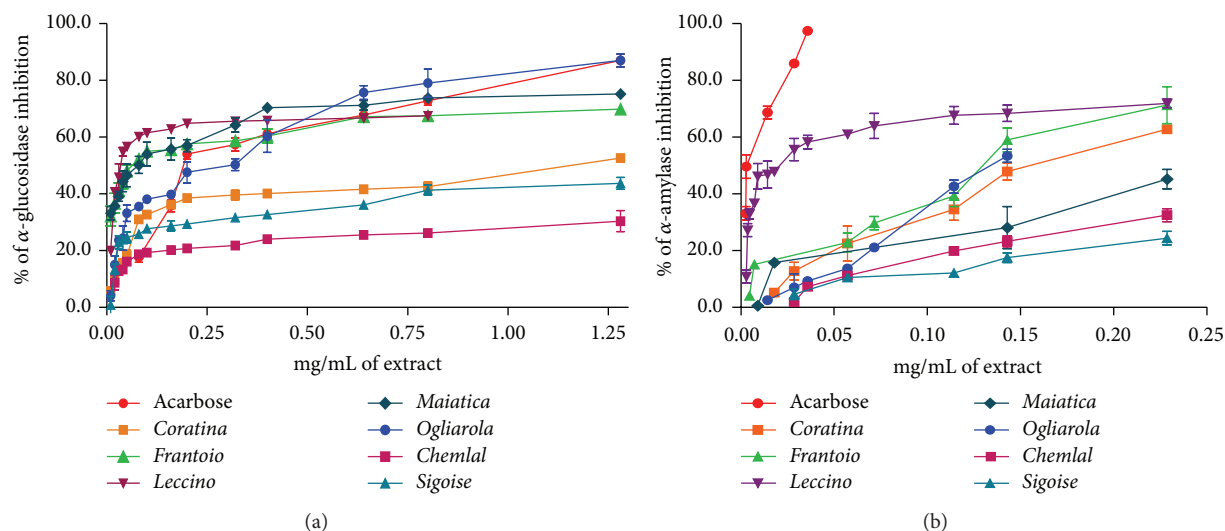 % of α-glucosidase inhibition
100.0
80.0
60.0
40.0
20.0
0.0
0.00 0.25 0.50 0.75 1.00 1.25
mg/mL of extract
Acarbose
Coratina
Frantoio
Leccino
Maiatica
Ogliarola
Chemlal
Sigoise
(a)
% of α-amylase inhibition
100.0
80.0
60.0
40.0
20.0
0.0
0.00 0.05 0.10 0.15 0.20 0.25
mg/mL of extract
Acarbose
Coratina
Frantoio
Leccino
Maiatica
Ogliarola
Chemlal
Sigoise
(b)